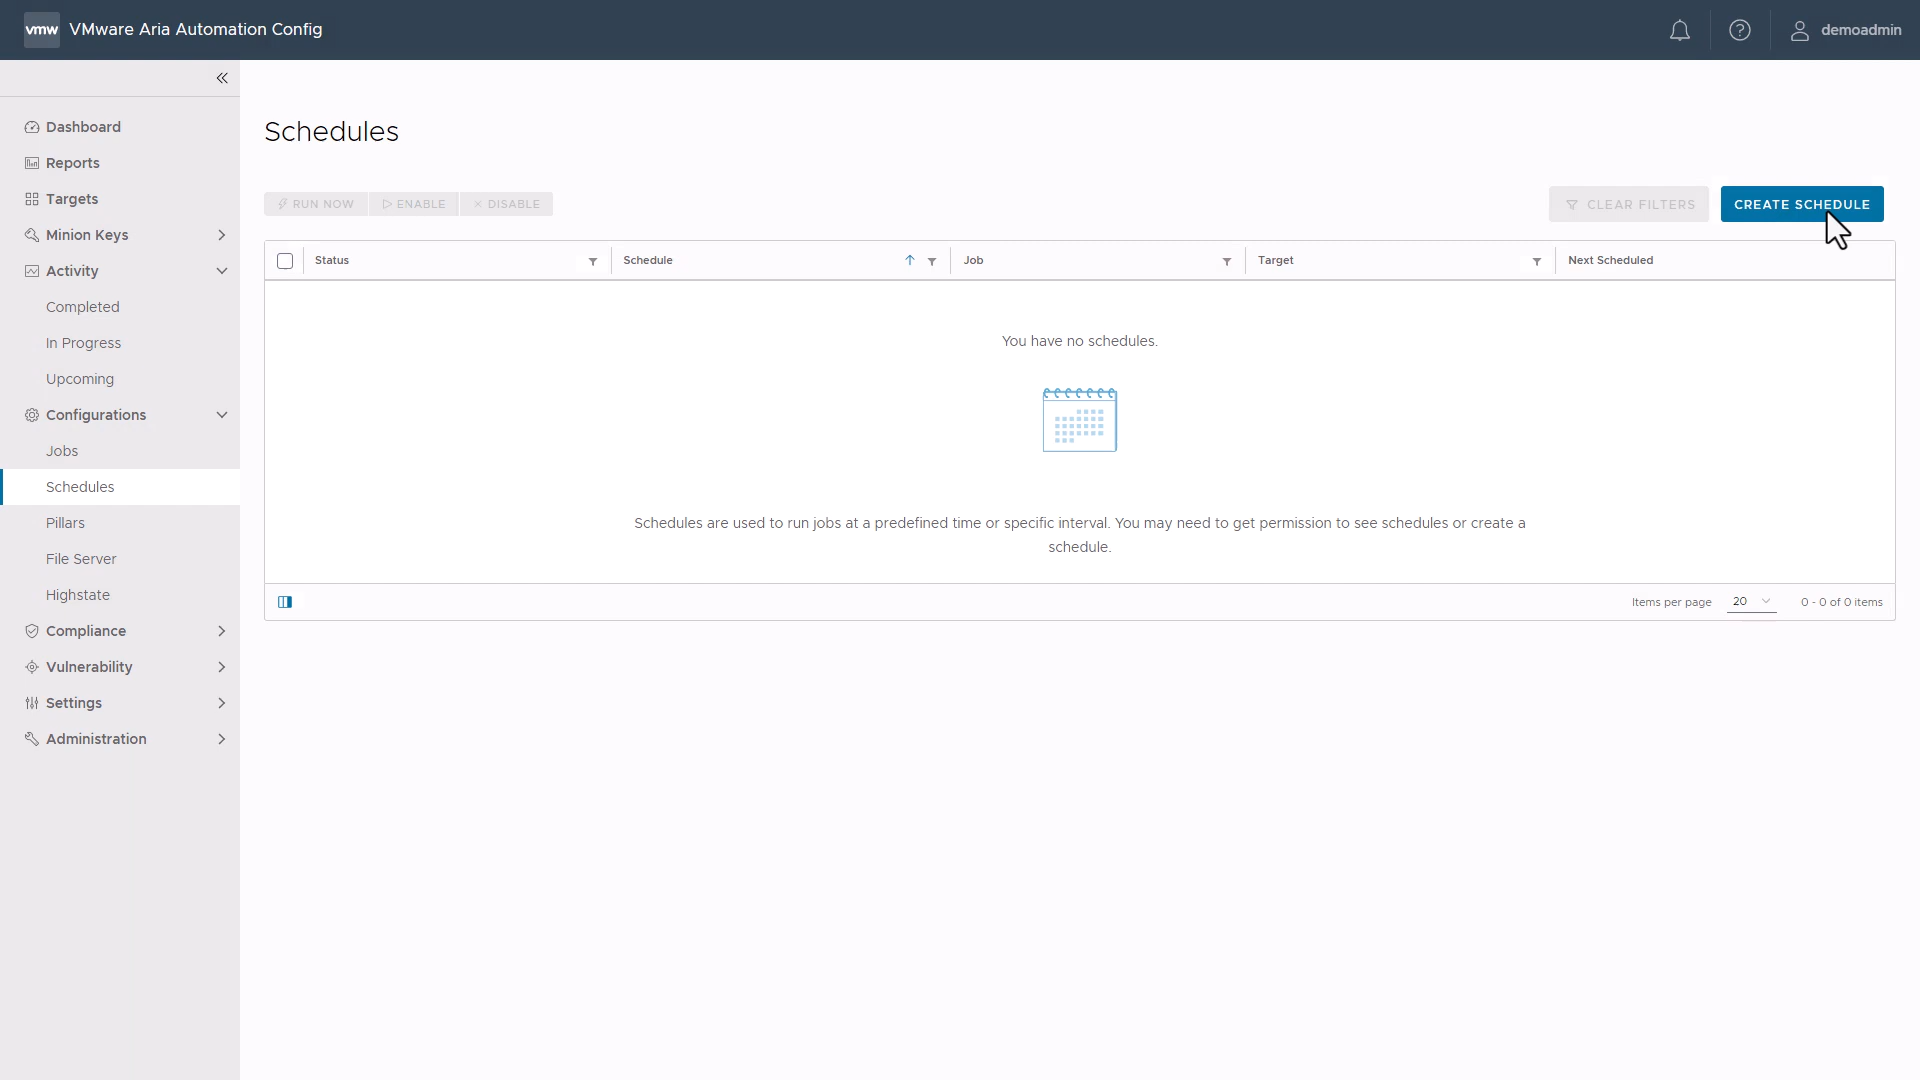 vmw VMware Aria Automation Config
demoadmin
Dashboard
Reports
Targets
Minion Keys
Activity
Completed
In Progress
Upcoming
Configurations
Jobs
Schedules
Pillars
File Server
Highstate
Compliance
Vulnerability
Settings
Administration
Schedules
RUN NOW ENABLE DISABLE
CLEAR FILTERS CREATE SCHEDULE
Status Schedule Job Target Next Scheduled
You have no schedules.
Schedules are used to run jobs at a predefined time or specific interval. You may need to get permission to see schedules or create a
schedule.
Items per page 20 0 - 0 of 0 items